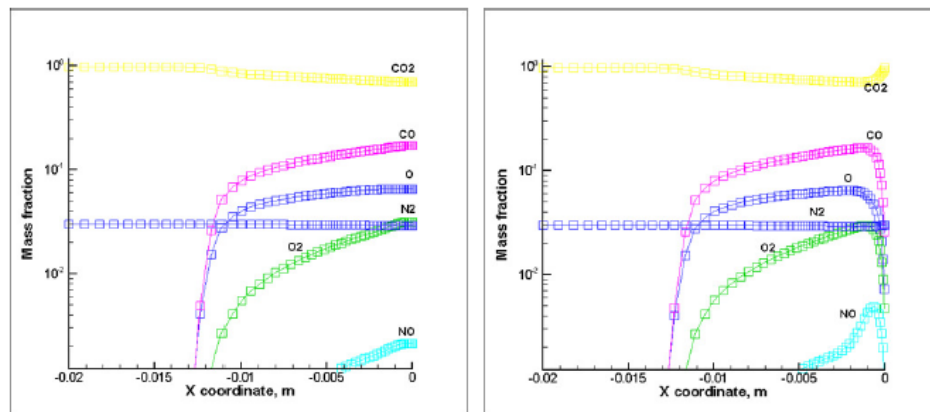 10⁰
CO2
CO
10⁻¹
O
N2
Mass fraction
O2
10⁻²
NO
-0.02
-0.015
-0.01
-0.005
0
X coordinate, m
10⁰
CO2
CO
10⁻¹
O
N2
Mass fraction
O2
10⁻²
NO
-0.02
-0.015
-0.01
-0.005
0
X coordinate, m